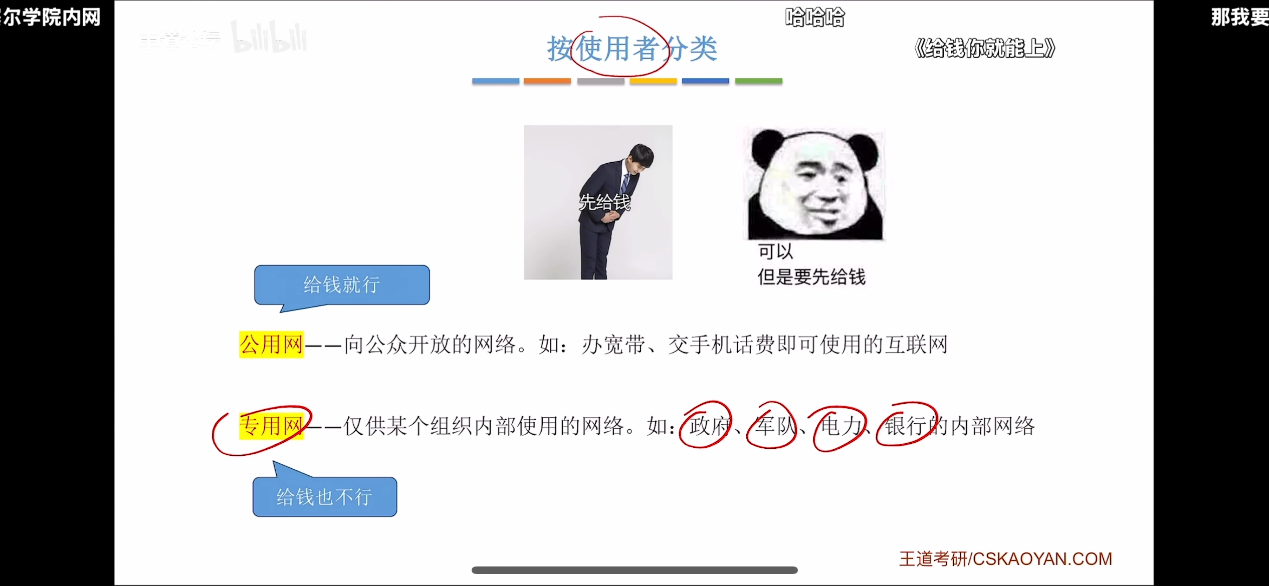 尔学院内网
哈哈哈
那我要
bilibili
《给钱你就能上》
按使用者分类
先给钱
可以
但是要先给钱
给钱就行
公用网——向公众开放的网络。如：办宽带、交手机话费即可使用的互联网
专用网——仅供某个组织内部使用的网络。如：政府、军队、电力、银行的内部网络
给钱也不行
王道考研/CSKAOYAN.COM